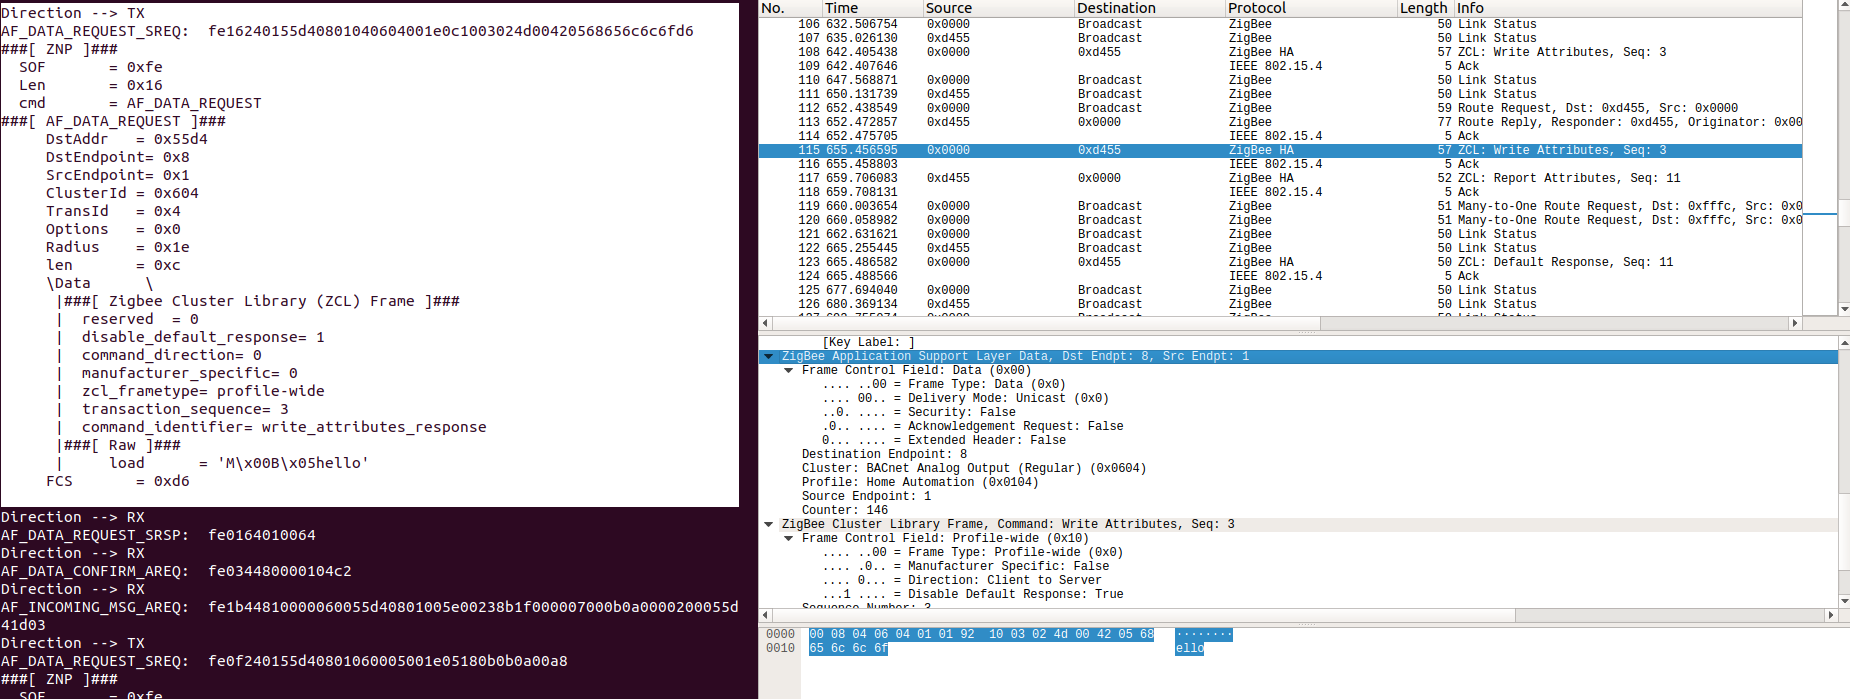 Direction --> TX
AF_DATA_REQUEST_SREQ:  fe16240155d40801040604001e0c1003024d00420568656c6c6fd6
###[ ZNP ]###
  SOF       = 0xfe
  Len       = 0x16
  cmd       = AF_DATA_REQUEST
###[ AF_DATA_REQUEST ]###
     DstAddr   = 0x55d4
     DstEndpoint= 0x8
     SrcEndpoint= 0x1
     ClusterId = 0x604
     TransId   = 0x4
     Options   = 0x0
     Radius    = 0x1e
     len       = 0xc
     \Data      \
      |###[ Zigbee Cluster Library (ZCL) Frame ]###
      |  reserved  = 0
      |  disable_default_response= 1
      |  command_direction= 0
      |  manufacturer_specific= 0
      |  zcl_frametype= profile-wide
      |  transaction_sequence= 3
      |  command_identifier= write_attributes_response
      |###[ Raw ]###
      |     load      = 'M\x00B\x05hello'
     FCS       = 0xd6
Direction --> RX
AF_DATA_REQUEST_SRSP:  fe0164010064
Direction --> RX
AF_DATA_CONFIRM_AREQ:  fe034480000104c2
Direction --> RX
AF_INCOMING_MSG_AREQ:  fe1b44810000060055d40801005e00238b1f000007000b0a0000200055d
41d03
Direction --> TX
AF_DATA_REQUEST_SREQ:  fe0f240155d40801060005001e05180b0b0a00a8
###[ ZNP ]###
  SOF       = 0xfe
No. Time Source Destination Protocol Length Info
106 632.506754 0x0000 Broadcast ZigBee 50 Link Status
107 635.026130 0xd455 Broadcast ZigBee 50 Link Status
108 642.405438 0x0000 0xd455 ZigBee HA 57 ZCL: Write Attributes, Seq: 3
109 642.407646 IEEE 802.15.4 5 Ack
110 647.568871 0x0000 Broadcast ZigBee 50 Link Status
111 650.131739 0xd455 Broadcast ZigBee 50 Link Status
112 652.438549 0x0000 Broadcast ZigBee 59 Route Request, Dst: 0xd455, Src: 0x0000
113 652.472857 0xd455 0x0000 ZigBee 77 Route Reply, Responder: 0xd455, Originator: 0x00
114 652.475705 IEEE 802.15.4 5 Ack
115 655.456595 0x0000 0xd455 ZigBee HA 57 ZCL: Write Attributes, Seq: 3
116 655.458803 IEEE 802.15.4 5 Ack
117 659.706083 0xd455 0x0000 ZigBee HA 52 ZCL: Report Attributes, Seq: 11
118 659.708131 IEEE 802.15.4 5 Ack
119 660.003654 0x0000 Broadcast ZigBee 51 Many-to-One Route Request, Dst: 0xfffc, Src: 0x0
120 660.058982 0x0000 Broadcast ZigBee 51 Many-to-One Route Request, Dst: 0xfffc, Src: 0x0
121 662.631621 0x0000 Broadcast ZigBee 50 Link Status
122 665.255445 0xd455 Broadcast ZigBee 50 Link Status
123 665.486582 0x0000 0xd455 ZigBee HA 50 ZCL: Default Response, Seq: 11
124 665.488566 IEEE 802.15.4 5 Ack
125 677.694040 0x0000 Broadcast ZigBee 50 Link Status
126 680.369134 0xd455 Broadcast ZigBee 50 Link Status
[Key Label: ]
ZigBee Application Support Layer Data, Dst Endpt: 8, Src Endpt: 1
Frame Control Field: Data (0x00)
.... ..00 = Frame Type: Data (0x0)
.... 00.. = Delivery Mode: Unicast (0x0)
..0. .... = Security: False
.0.. .... = Acknowledgement Request: False
0... .... = Extended Header: False
Destination Endpoint: 8
Cluster: BACnet Analog Output (Regular) (0x0604)
Profile: Home Automation (0x0104)
Source Endpoint: 1
Counter: 146
ZigBee Cluster Library Frame, Command: Write Attributes, Seq: 3
Frame Control Field: Profile-wide (0x10)
.... ..00 = Frame Type: Profile-wide (0x0)
.... .0.. = Manufacturer Specific: False
.... 0... = Direction: Client to Server
...1 .... = Disable Default Response: True
Sequence Number: 3
0000 00 08 04 06 04 01 01 92  10 03 02 4d 00 42 05 68 ········ ········
0010 65 6c 6c 6f ello